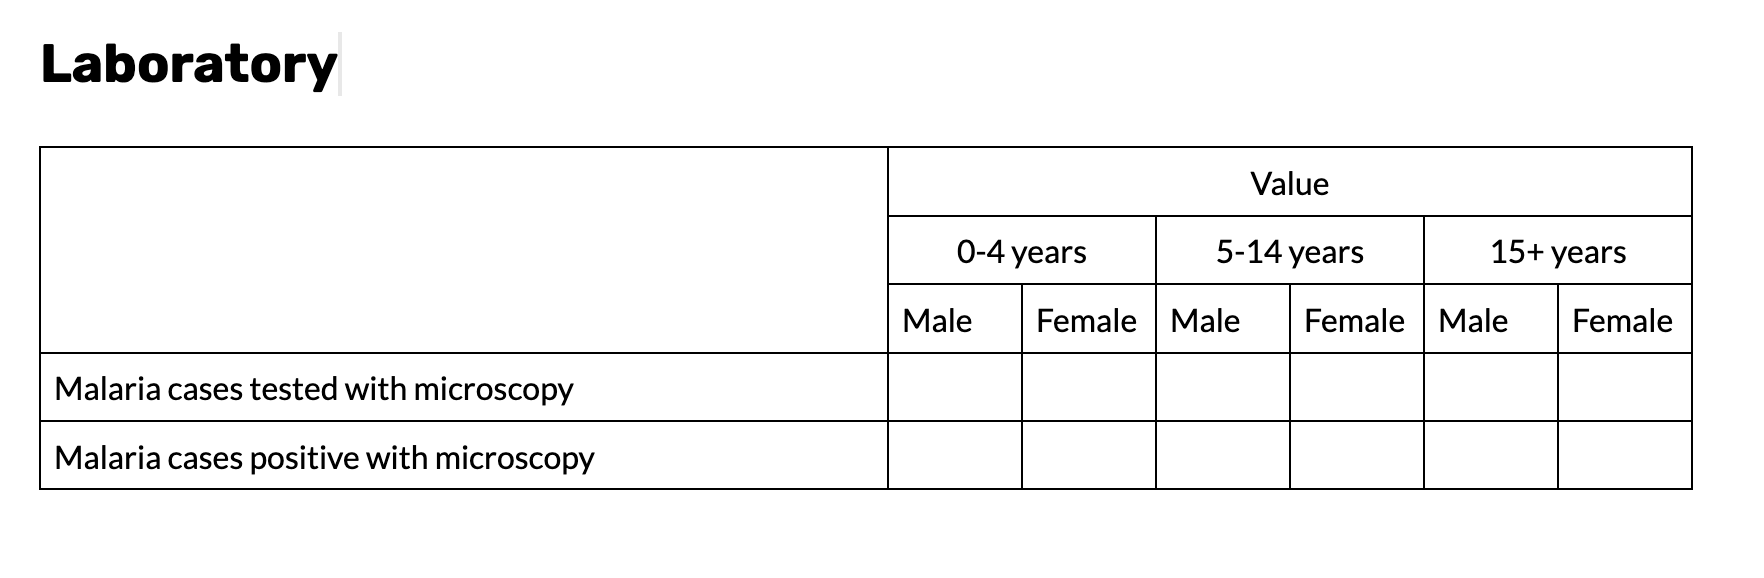 Laboratory
Value
0-4 years 5-14 years 15+ years
Male Female Male Female Male Female
Malaria cases tested with microscopy
Malaria cases positive with microscopy